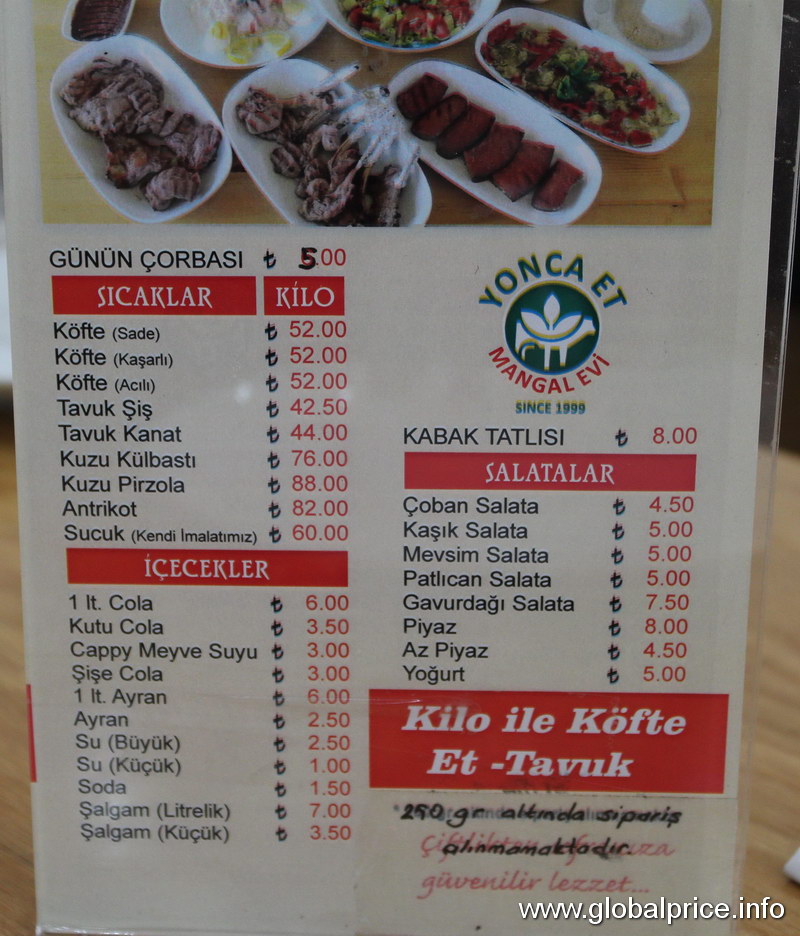 GÜNÜN ÇORBASI ₺ 5.00
SICAKLAR KİLO
Köfte (Sade) ₺ 52.00
Köfte (Kaşarlı) ₺ 52.00
Köfte (Acılı) ₺ 52.00
Tavuk Şiş ₺ 42.50
Tavuk Kanat ₺ 44.00
Kuzu Külbastı ₺ 76.00
Kuzu Pirzola ₺ 88.00
Antrikot ₺ 82.00
Sucuk (Kendi İmalatımız) ₺ 60.00
İÇECEKLER
1 lt. Cola ₺ 6.00
Kutu Cola ₺ 3.50
Cappy Meyve Suyu ₺ 3.00
Şişe Cola ₺ 3.00
1 lt. Ayran ₺ 6.00
Ayran ₺ 2.50
Su (Büyük) ₺ 2.50
Su (Küçük) ₺ 1.00
Soda ₺ 1.50
Şalgam (Litrelik) ₺ 7.00
Şalgam (Küçük) ₺ 3.50
YONCA ET
MANGAL EVİ
SINCE 1999
KABAK TATLISI ₺ 8.00
SALATALAR
Çoban Salata ₺ 4.50
Kaşık Salata ₺ 5.00
Mevsim Salata ₺ 5.00
Patlıcan Salata ₺ 5.00
Gavurdağı Salata ₺ 7.50
Piyaz ₺ 8.00
Az Piyaz ₺ 4.50
Yoğurt ₺ 5.00
Kilo ile Köfte
Et -Tavuk
250 gr altında sipariş
alınmamaktadır.
güvenilir lezzet...
www.globalprice.info